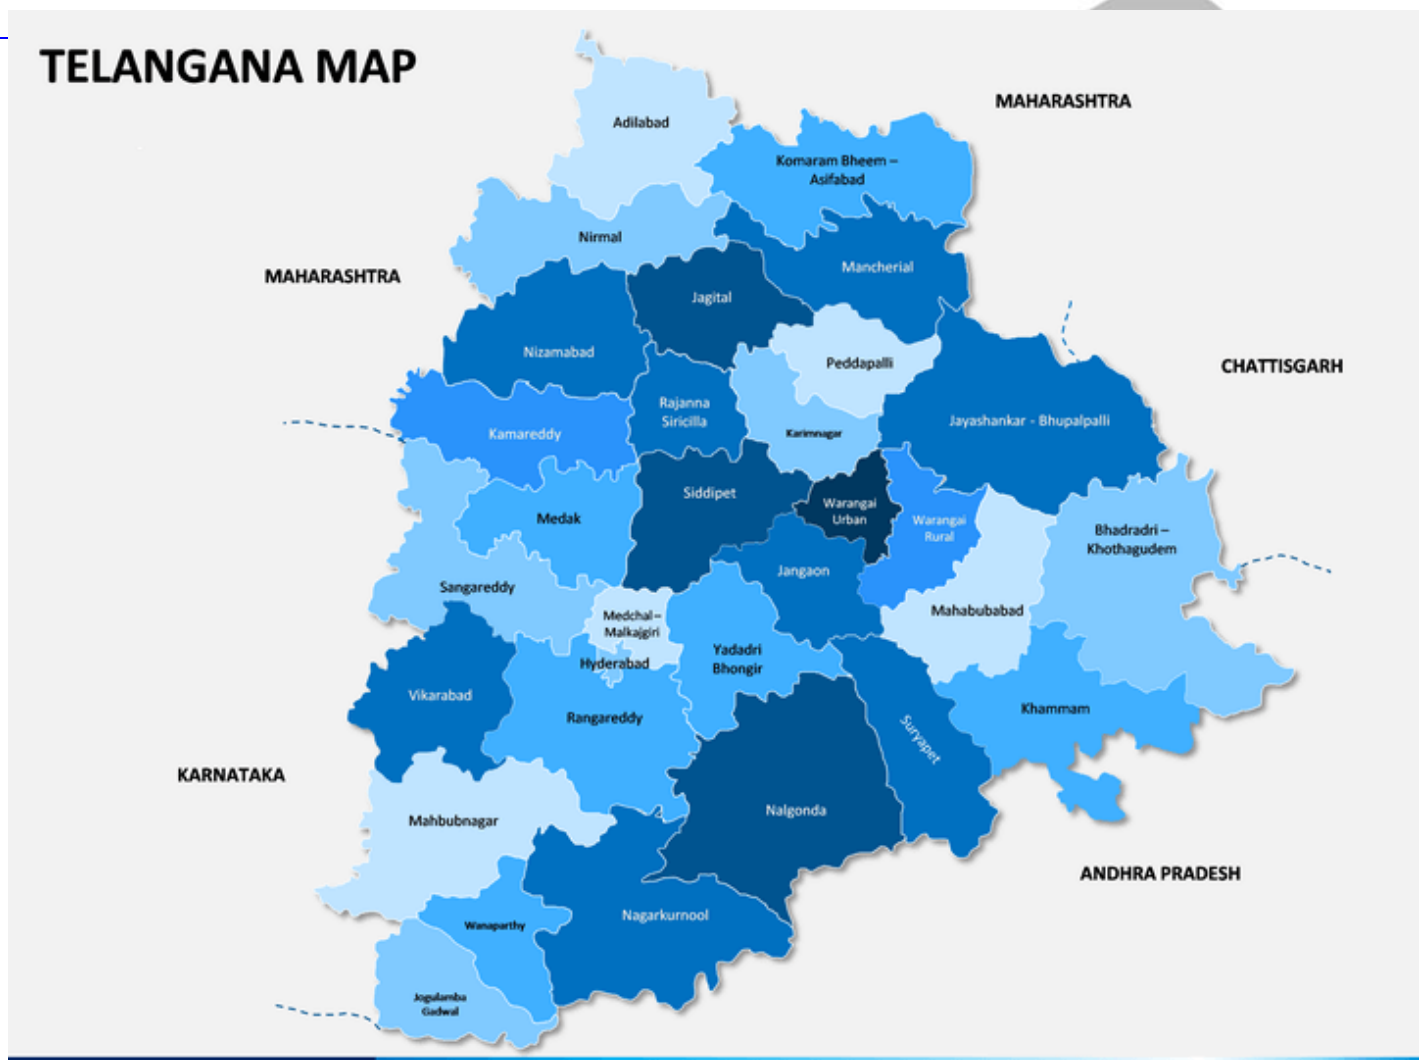 TELANGANA MAP
MAHARASHTRA
Adilabad
Komaram Bheem –
Asifabad
Nirmal
MAHARASHTRA
Mancherial
Jagital
Nizamabad
Peddapalli
CHATTISGARH
Rajanna
Siricilla
Kamareddy
Karimnagar
Jayashankar - Bhupalpalli
Siddipet
Medak
Warangai
Urban
Warangai
Rural
Bhadradri –
Khothagudem
Jangaon
Sangareddy
Mahabubabad
Medchal–
Malkajgiri
Hyderabad
Yadadri
Bhongir
Vikarabad
Rangareddy
Khammam
Suryapet
KARNATAKA
Mahbubnagar
Nalgonda
ANDHRA PRADESH
Wanaparthy
Nagarkurnool
Jogulamba
Gadwal